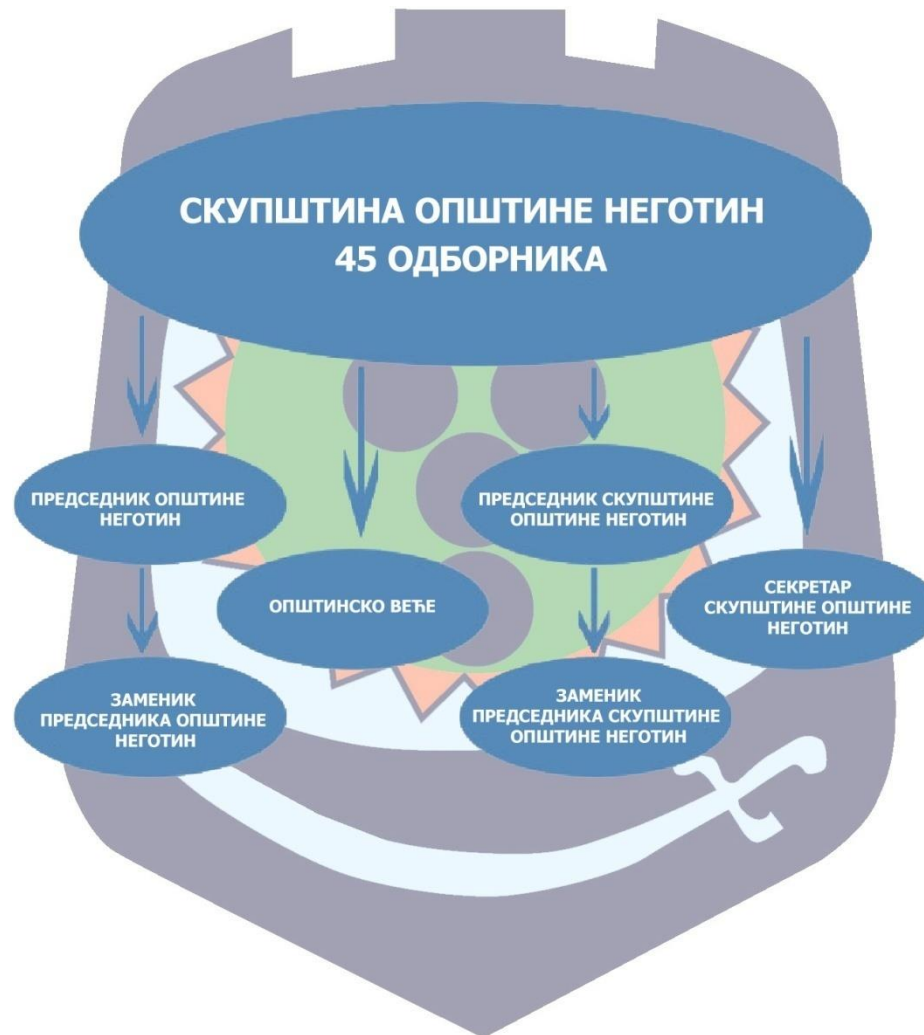 СКУПШТИНА ОПШТИНЕ НЕГОТИН
45 ОДБОРНИКА
ПРЕДСЕДНИК ОПШТИНЕ
НЕГОТИН
ПРЕДСЕДНИК СКУПШТИНЕ
ОПШТИНЕ НЕГОТИН
ОПШТИНСКО ВЕЋЕ
СЕКРЕТАР
СКУПШТИНЕ ОПШТИНЕ
НЕГОТИН
ЗАМЕНИК
ПРЕДСЕДНИКА ОПШТИНЕ
НЕГОТИН
ЗАМЕНИК
ПРЕДСЕДНИКА СКУПШТИНЕ
ОПШТИНЕ НЕГОТИН